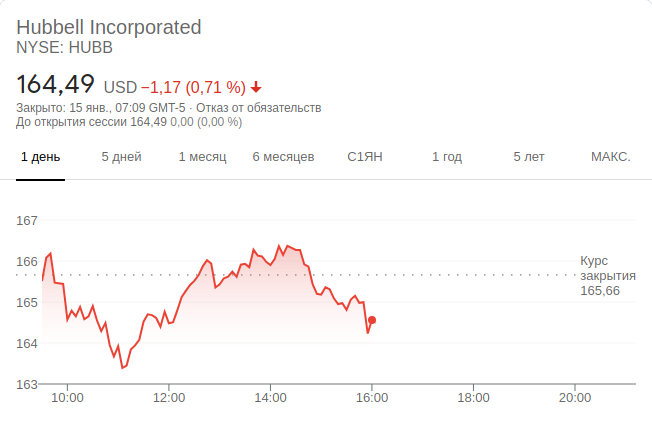 Hubbell Incorporated
NYSE: HUBB
164,49 USD −1,17 (0,71 %)
Закрыто: 15 янв., 07:09 GMT-5 · Отказ от обязательств
До открытия сессии 164,49 0,00 (0,00 %)
1 день 5 дней 1 месяц 6 месяцев С1ЯН 1 год 5 лет МАКС.
167
166
165
164
163
Курс
закрытия
165,66
10:00 12:00 14:00 16:00 18:00 20:00